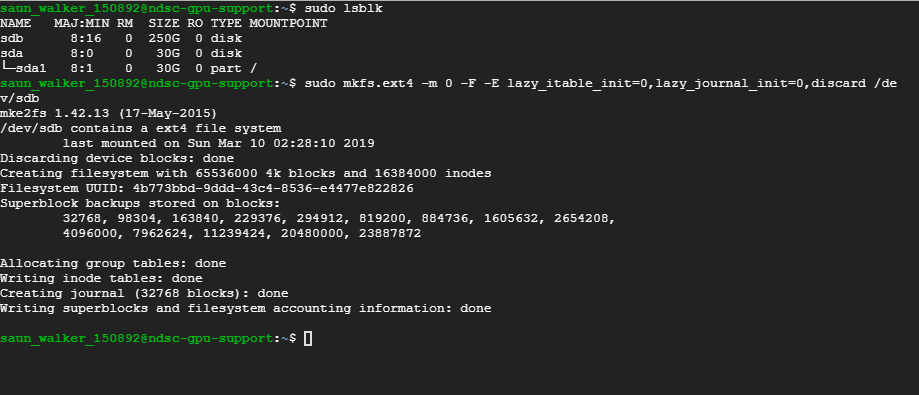 saun_walker_150892@ndsc-gpu-support:~$ sudo lsblk
NAME   MAJ:MIN RM   SIZE RO TYPE MOUNTPOINT
sdb      8:16   0   250G  0 disk
sda      8:0    0    30G  0 disk
└─sda1   8:1    0    30G  0 part /
saun_walker_150892@ndsc-gpu-support:~$ sudo mkfs.ext4 -m 0 -F -E lazy_itable_init=0,lazy_journal_init=0,discard /de
v/sdb
mke2fs 1.42.13 (17-May-2015)
/dev/sdb contains a ext4 file system
        last mounted on Sun Mar 10 02:28:10 2019
Discarding device blocks: done
Creating filesystem with 65536000 4k blocks and 16384000 inodes
Filesystem UUID: 4b773bbd-9ddd-43c4-8536-e4477e822826
Superblock backups stored on blocks:
        32768, 98304, 163840, 229376, 294912, 819200, 884736, 1605632, 2654208,
        4096000, 7962624, 11239424, 20480000, 23887872
Allocating group tables: done
Writing inode tables: done
Creating journal (32768 blocks): done
Writing superblocks and filesystem accounting information: done
saun_walker_150892@ndsc-gpu-support:~$